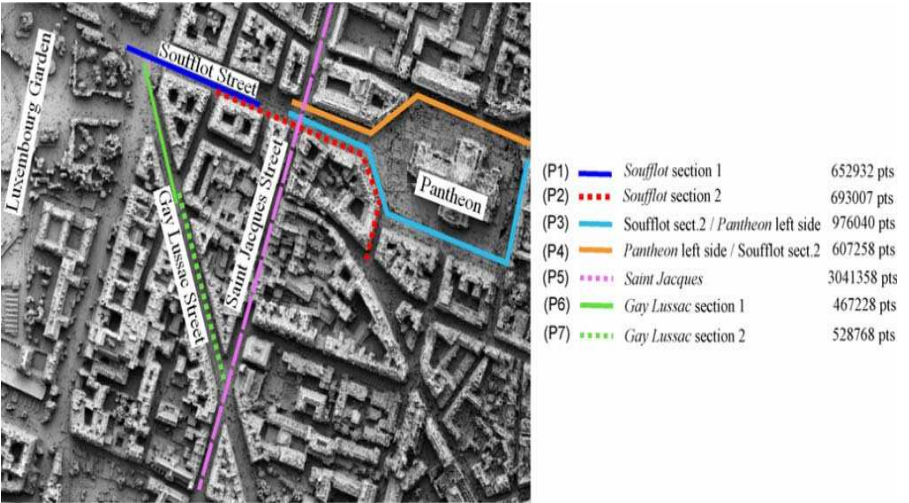 Soufflot Street
Luxembourg Garden
Pantheon
Gay Lussac Street
Saint Jacques Street
(P1) Soufflot section 1 652932 pts
(P2) Soufflot section 2 693007 pts
(P3) Soufflot sect.2 / Pantheon left side 976040 pts
(P4) Pantheon left side / Soufflot sect.2 607258 pts
(P5) Saint Jacques 3041358 pts
(P6) Gay Lussac section 1 467228 pts
(P7) Gay Lussac section 2 528768 pts